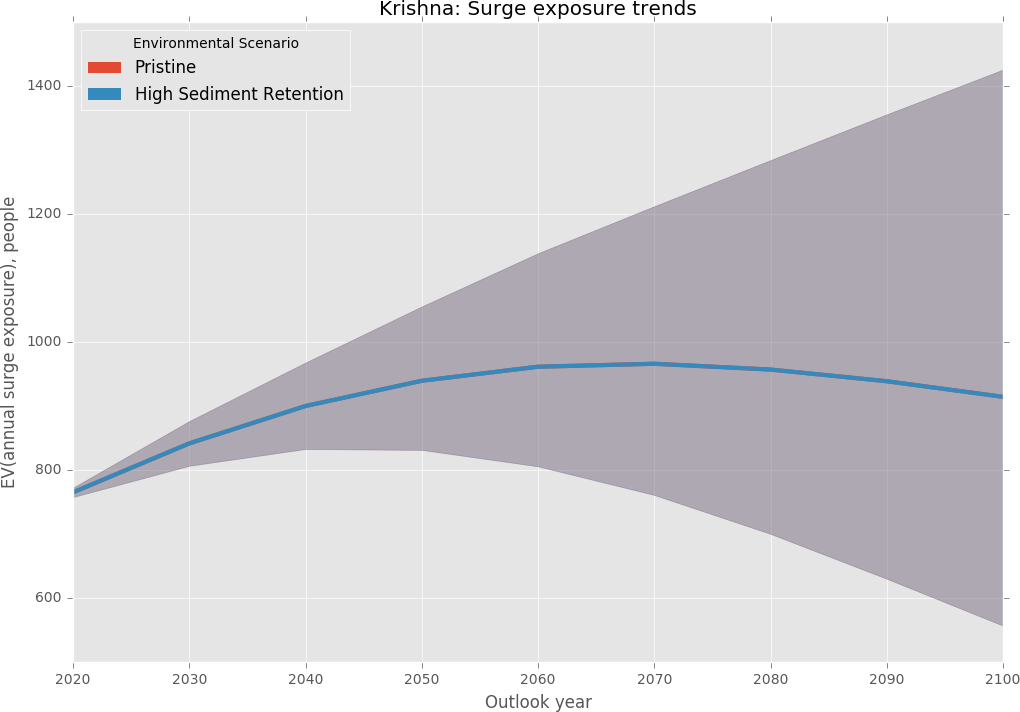 Krishna: Surge exposure trends
Environmental Scenario
Pristine
High Sediment Retention
EV(annual surge exposure), people
1400
1200
1000
800
600
2020 2030 2040 2050 2060 2070 2080 2090 2100
Outlook year